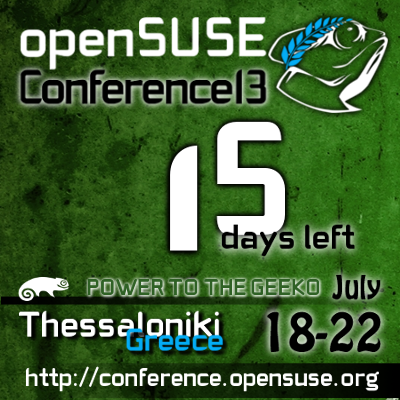 openSUSE
Conference13
15
days left
POWER TO THE GEEKO July
Thessaloniki 18-22
Greece
http://conference.opensuse.org